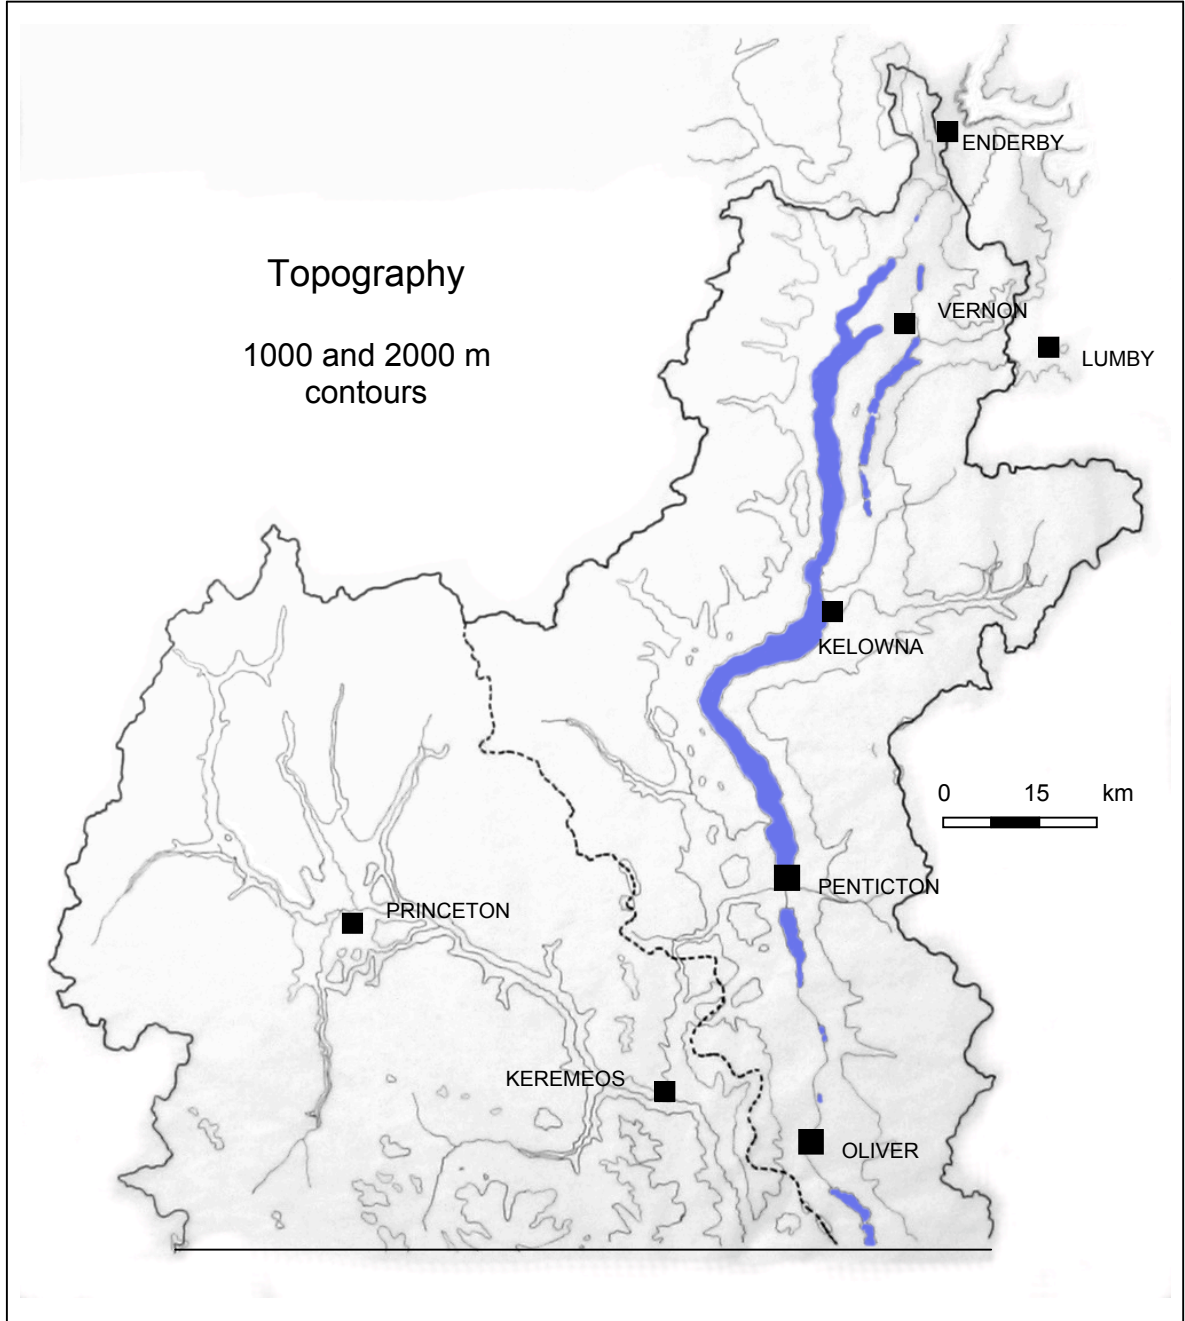 ENDERBY
Topography
VERNON
1000 and 2000 m
contours
LUMBY
KELOWNA
0 15 km
PENTICTON
PRINCETON
KEREMEOS
OLIVER